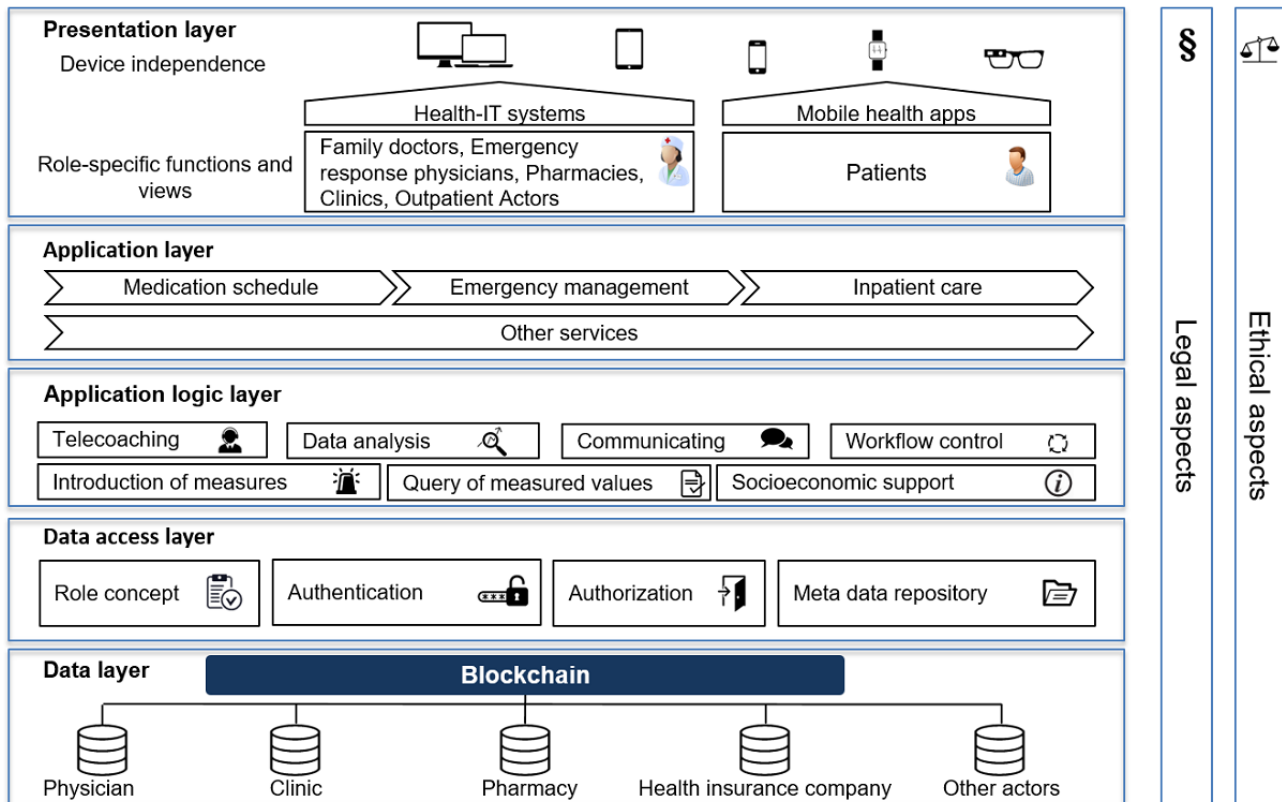 Presentation layer
Device independence
Health-IT systems
Mobile health apps
Role-specific functions and
views
Family doctors, Emergency
response physicians, Pharmacies,
Clinics, Outpatient Actors
Patients
Application layer
Medication schedule
Emergency management
Inpatient care
Other services
Application logic layer
Telecoaching
Data analysis
Communicating
Workflow control
Introduction of measures
Query of measured values
Socioeconomic support
i
Data access layer
Role concept
Authentication
***
Authorization
Meta data repository
Data layer
Blockchain
Physician
Clinic
Pharmacy
Health insurance company
Other actors
§
Legal aspects
Ethical aspects